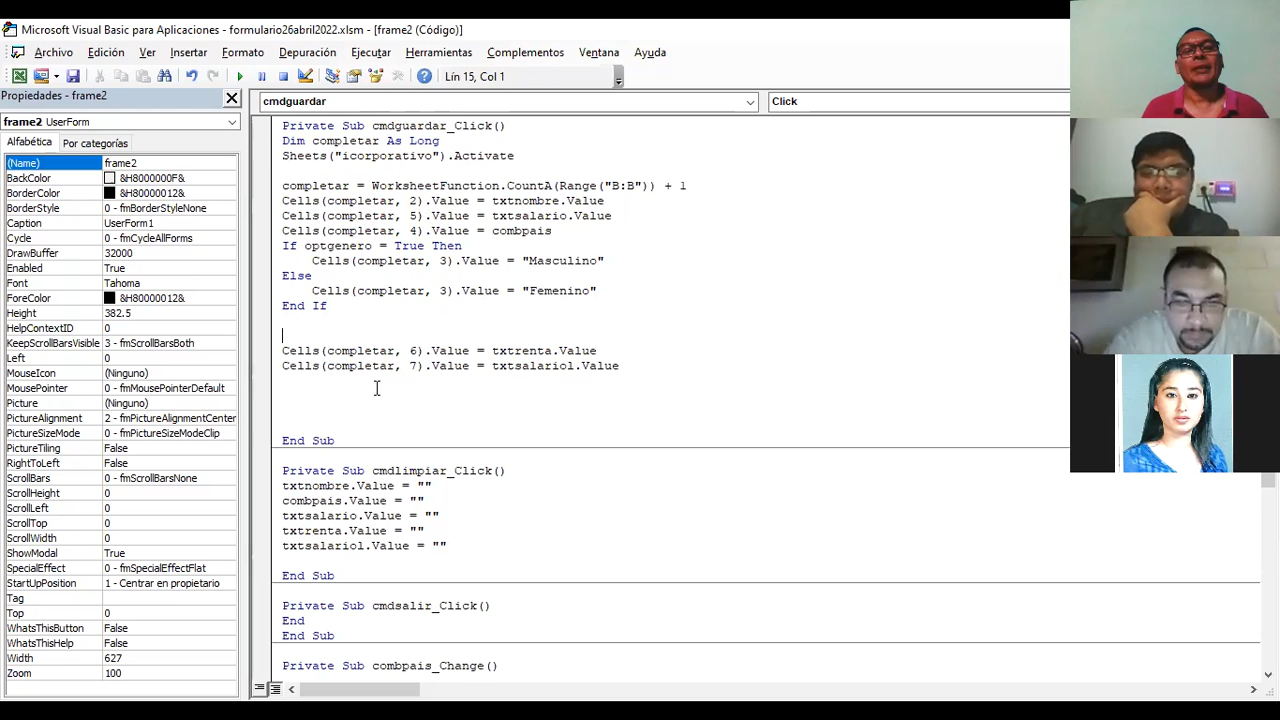 Microsoft Visual Basic para Aplicaciones - formulario26abril2022.xlsm - [frame2 (Código)]
Archivo Edición Ver Insertar Formato Depuración Ejecutar Herramientas Complementos Ventana Ayuda
Lín 15, Col 1
Propiedades - frame2
frame2 UserForm
Alfabética Por categorías
(Name) frame2
BackColor &H8000000F&
BorderColor &H80000012&
BorderStyle 0 - fmBorderStyleNone
Caption UserForm1
Cycle 0 - fmCycleAllForms
DrawBuffer 32000
Enabled True
Font Tahoma
ForeColor &H80000012&
Height 382.5
HelpContextID 0
KeepScrollBarsVisible 3 - fmScrollBarsBoth
Left 0
MouseIcon (Ninguno)
MousePointer 0 - fmMousePointerDefault
Picture (Ninguno)
PictureAlignment 2 - fmPictureAlignmentCenter
PictureSizeMode 0 - fmPictureSizeModeClip
PictureTiling False
RightToLeft False
ScrollBars 0 - fmScrollBarsNone
ScrollHeight 0
ScrollLeft 0
ScrollTop 0
ScrollWidth 0
ShowModal True
SpecialEffect 0 - fmSpecialEffectFlat
StartUpPosition 1 - Centrar en propietario
Tag
Top 0
WhatsThisButton False
WhatsThisHelp False
Width 627
Zoom 100
cmdguardar Click
Private Sub cmdguardar_Click()
Dim completar As Long
Sheets("icorporativo").Activate
completar = WorksheetFunction.CountA(Range("B:B")) + 1
Cells(completar, 2).Value = txtnombre.Value
Cells(completar, 5).Value = txtsalario.Value
Cells(completar, 4).Value = combpais
If optgenero = True Then
Cells(completar, 3).Value = "Masculino"
Else
Cells(completar, 3).Value = "Femenino"
End If
Cells(completar, 6).Value = txtrenta.Value
Cells(completar, 7).Value = txtsalariol.Value
End Sub
Private Sub cmdlimpiar_Click()
txtnombre.Value = ""
combpais.Value = ""
txtsalario.Value = ""
txtrenta.Value = ""
txtsalariol.Value = ""
End Sub
Private Sub cmdsalir_Click()
End
End Sub
Private Sub combpais_Change()